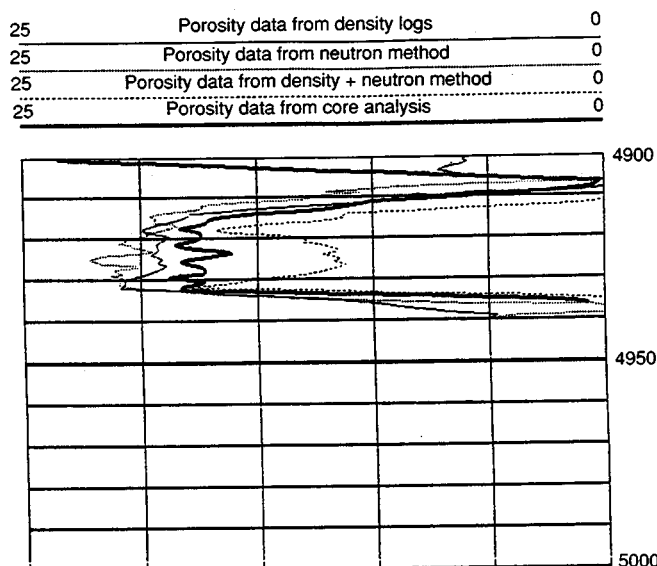 25 Porosity data from density logs 0
25 Porosity data from neutron method 0
25 Porosity data from density + neutron method 0
25 Porosity data from core analysis 0
4900
4950
5000